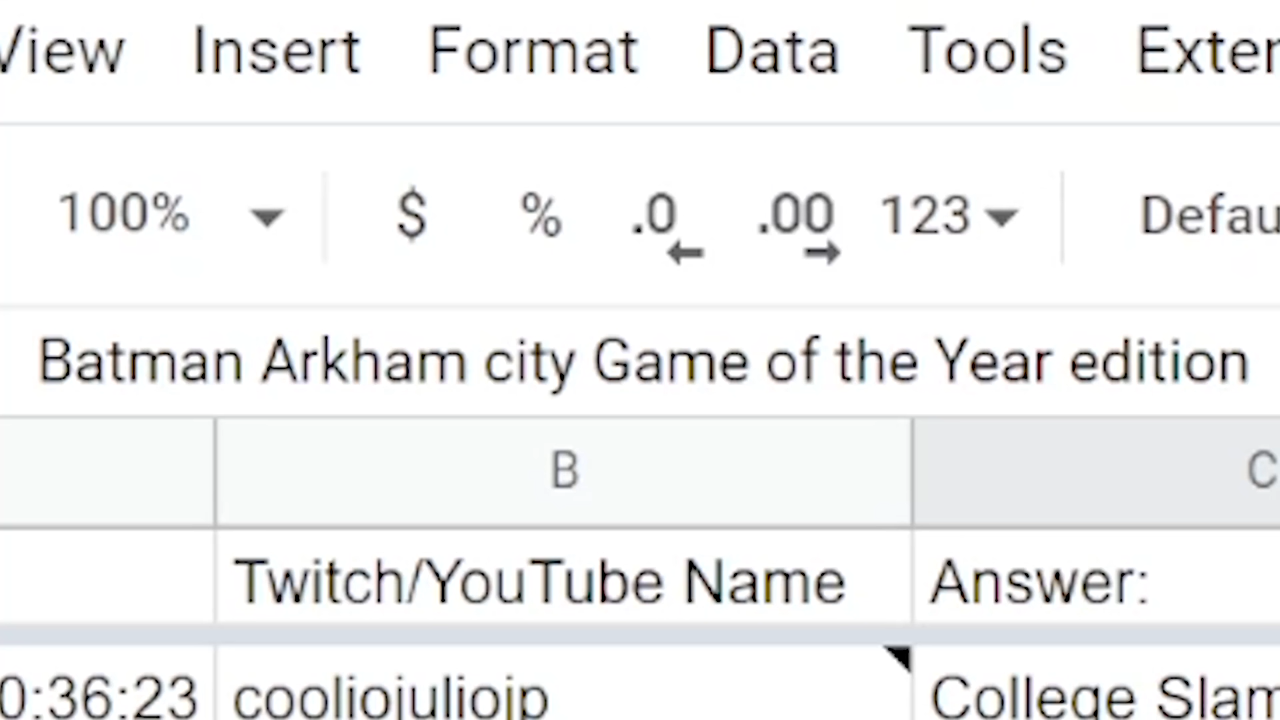 View Insert Format Data Tools Exter
100% $ % .0 .00 123 Defau
Batman Arkham city Game of the Year edition
B C
Twitch/YouTube Name Answer:
0:36:23 cooliojuliojp College Slam